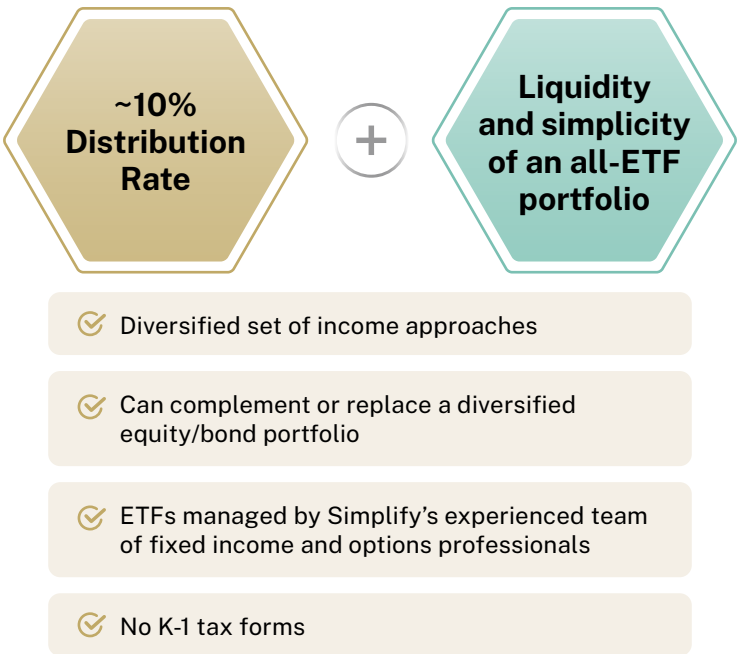 ~10%
Distribution
Rate
+
Liquidity
and simplicity
of an all-ETF
portfolio
Diversified set of income approaches
Can complement or replace a diversified
equity/bond portfolio
ETFs managed by Simplify’s experienced team
of fixed income and options professionals
No K-1 tax forms